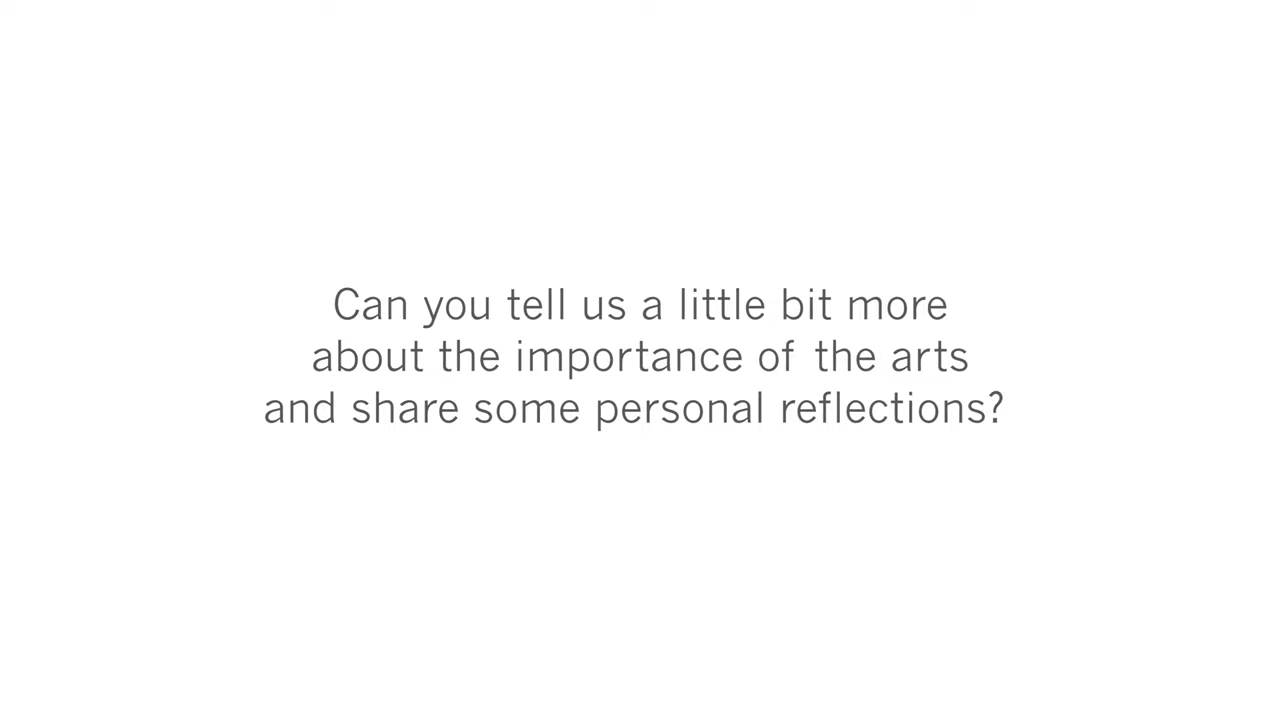 Can you tell us a little bit more
about the importance of the arts
and share some personal reflections?